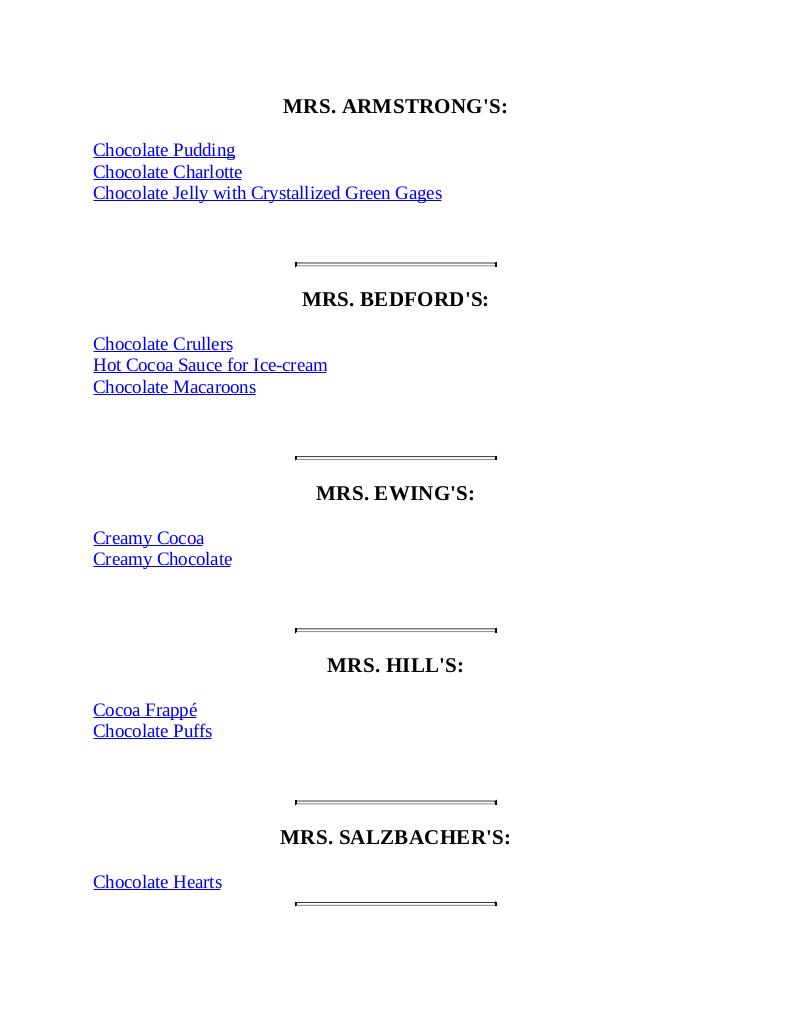 MRS. ARMSTRONG'S:
Chocolate Pudding
Chocolate Charlotte
Chocolate Jelly with Crystallized Green Gages
MRS. BEDFORD'S:
Chocolate Crullers
Hot Cocoa Sauce for Ice-cream
Chocolate Macaroons
MRS. EWING'S:
Creamy Cocoa
Creamy Chocolate
MRS. HILL'S:
Cocoa Frappé
Chocolate Puffs
MRS. SALZBACHER'S:
Chocolate Hearts